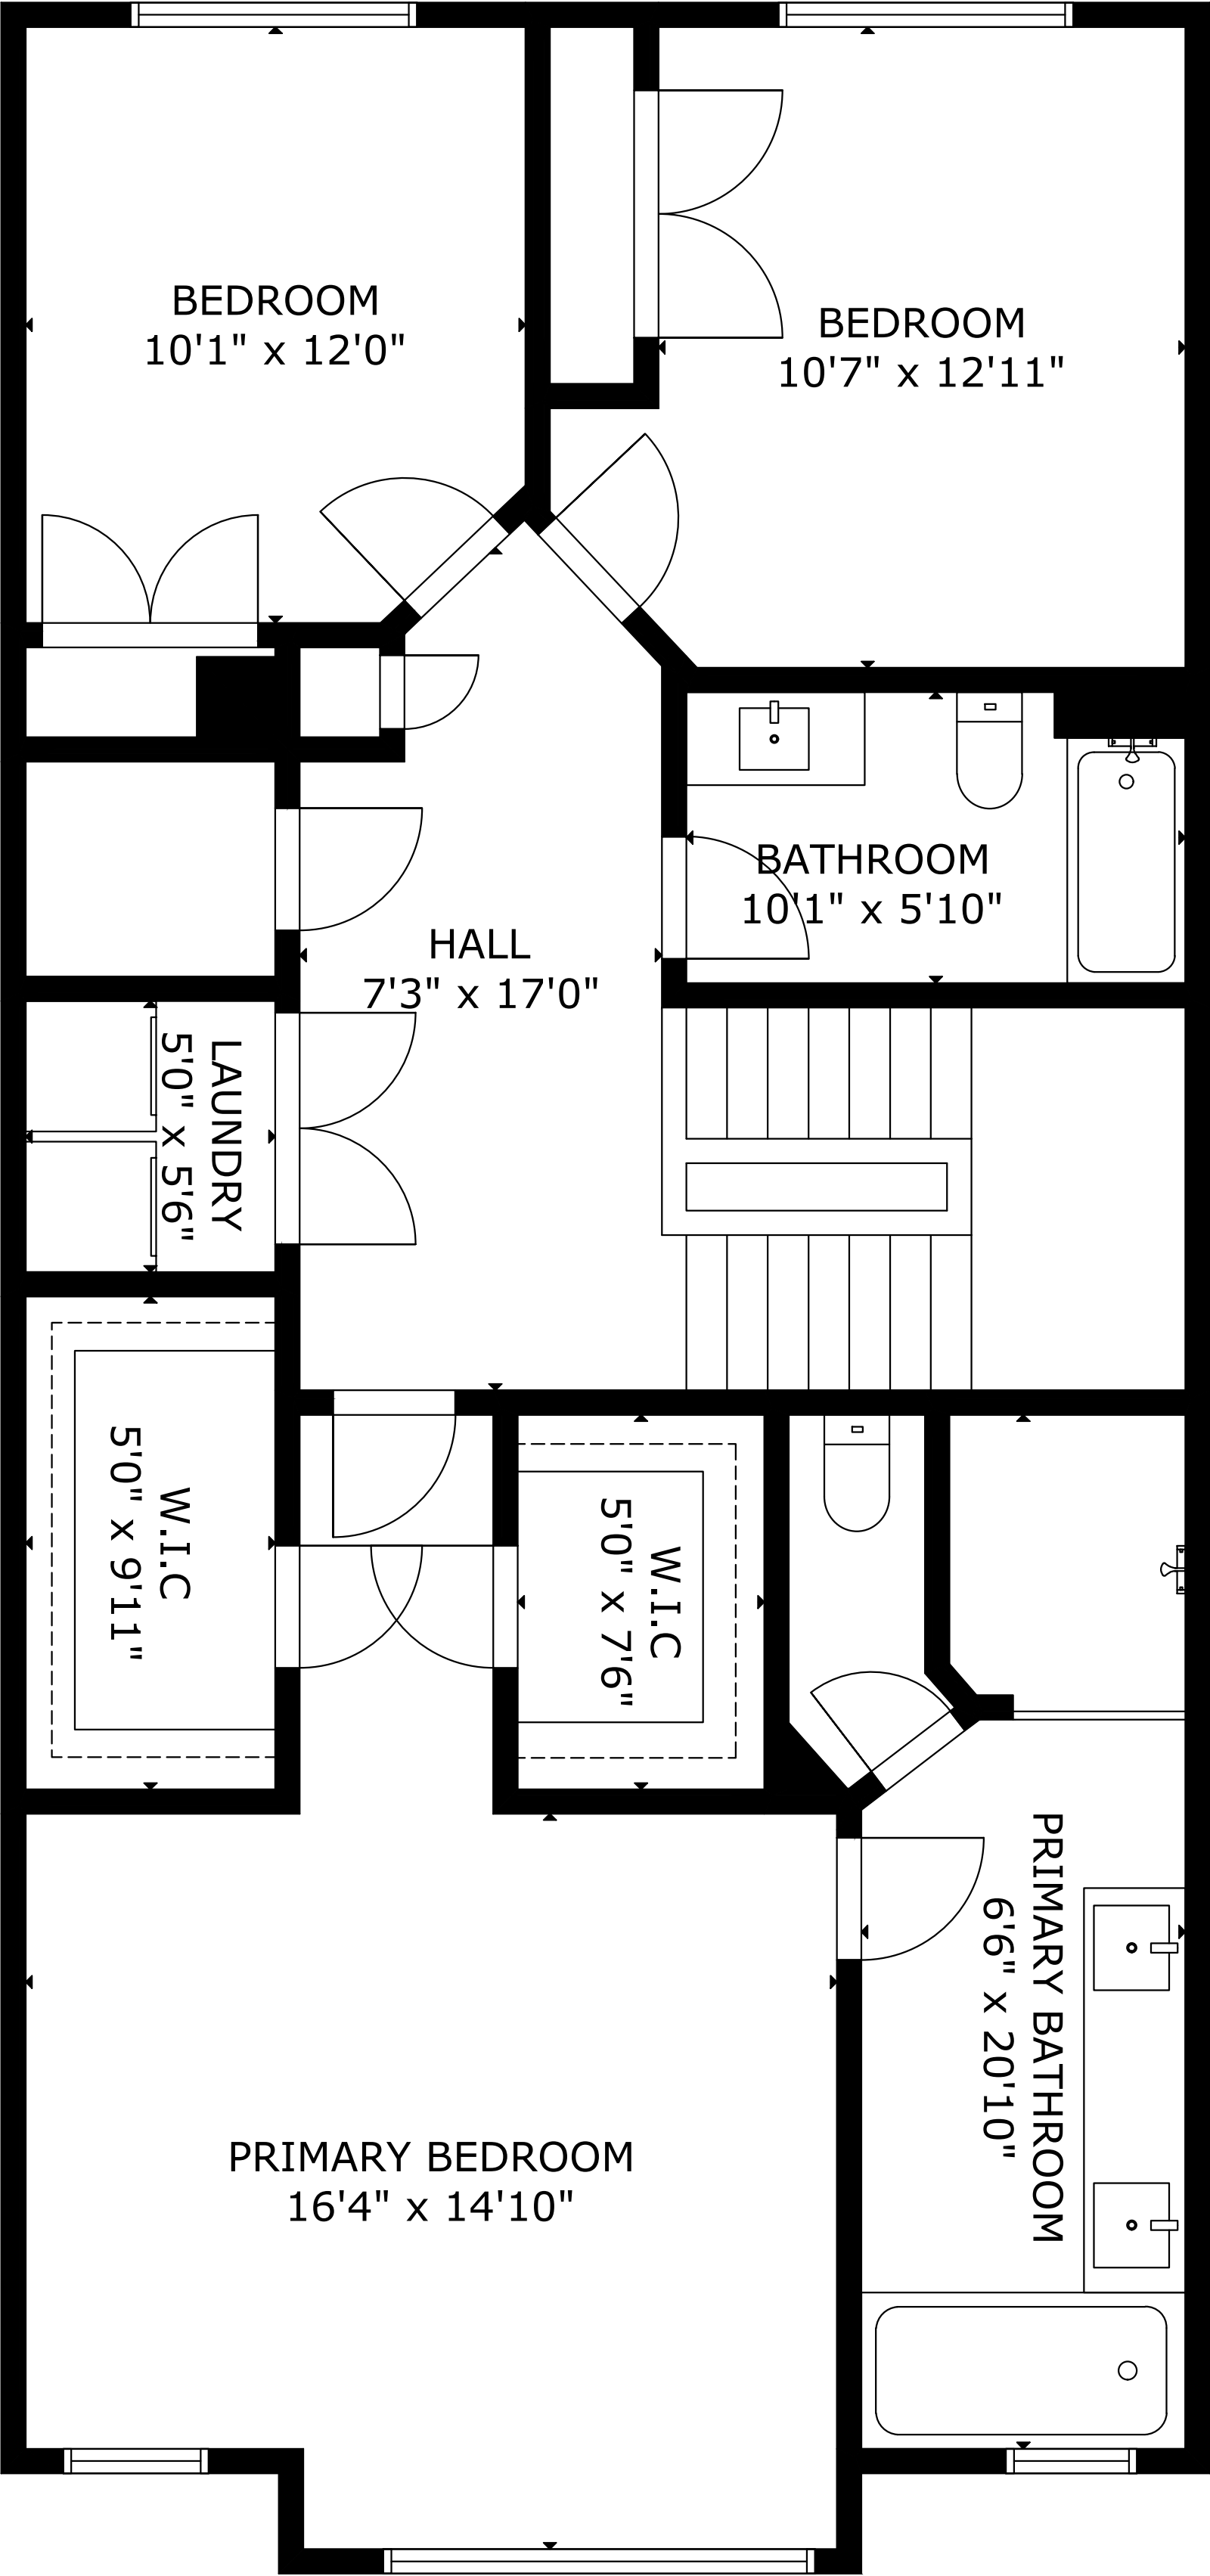 BEDROOM
10'1" x 12'0"
BEDROOM
10'7" x 12'11"
BATHROOM
10'1" x 5'10"
HALL
7'3" x 17'0"
LAUNDRY
5'0" x 5'6"
W.I.C
5'0" x 9'11"
W.I.C
5'0" x 7'6"
PRIMARY BATHROOM
6'6" x 20'10"
PRIMARY BEDROOM
16'4" x 14'10"